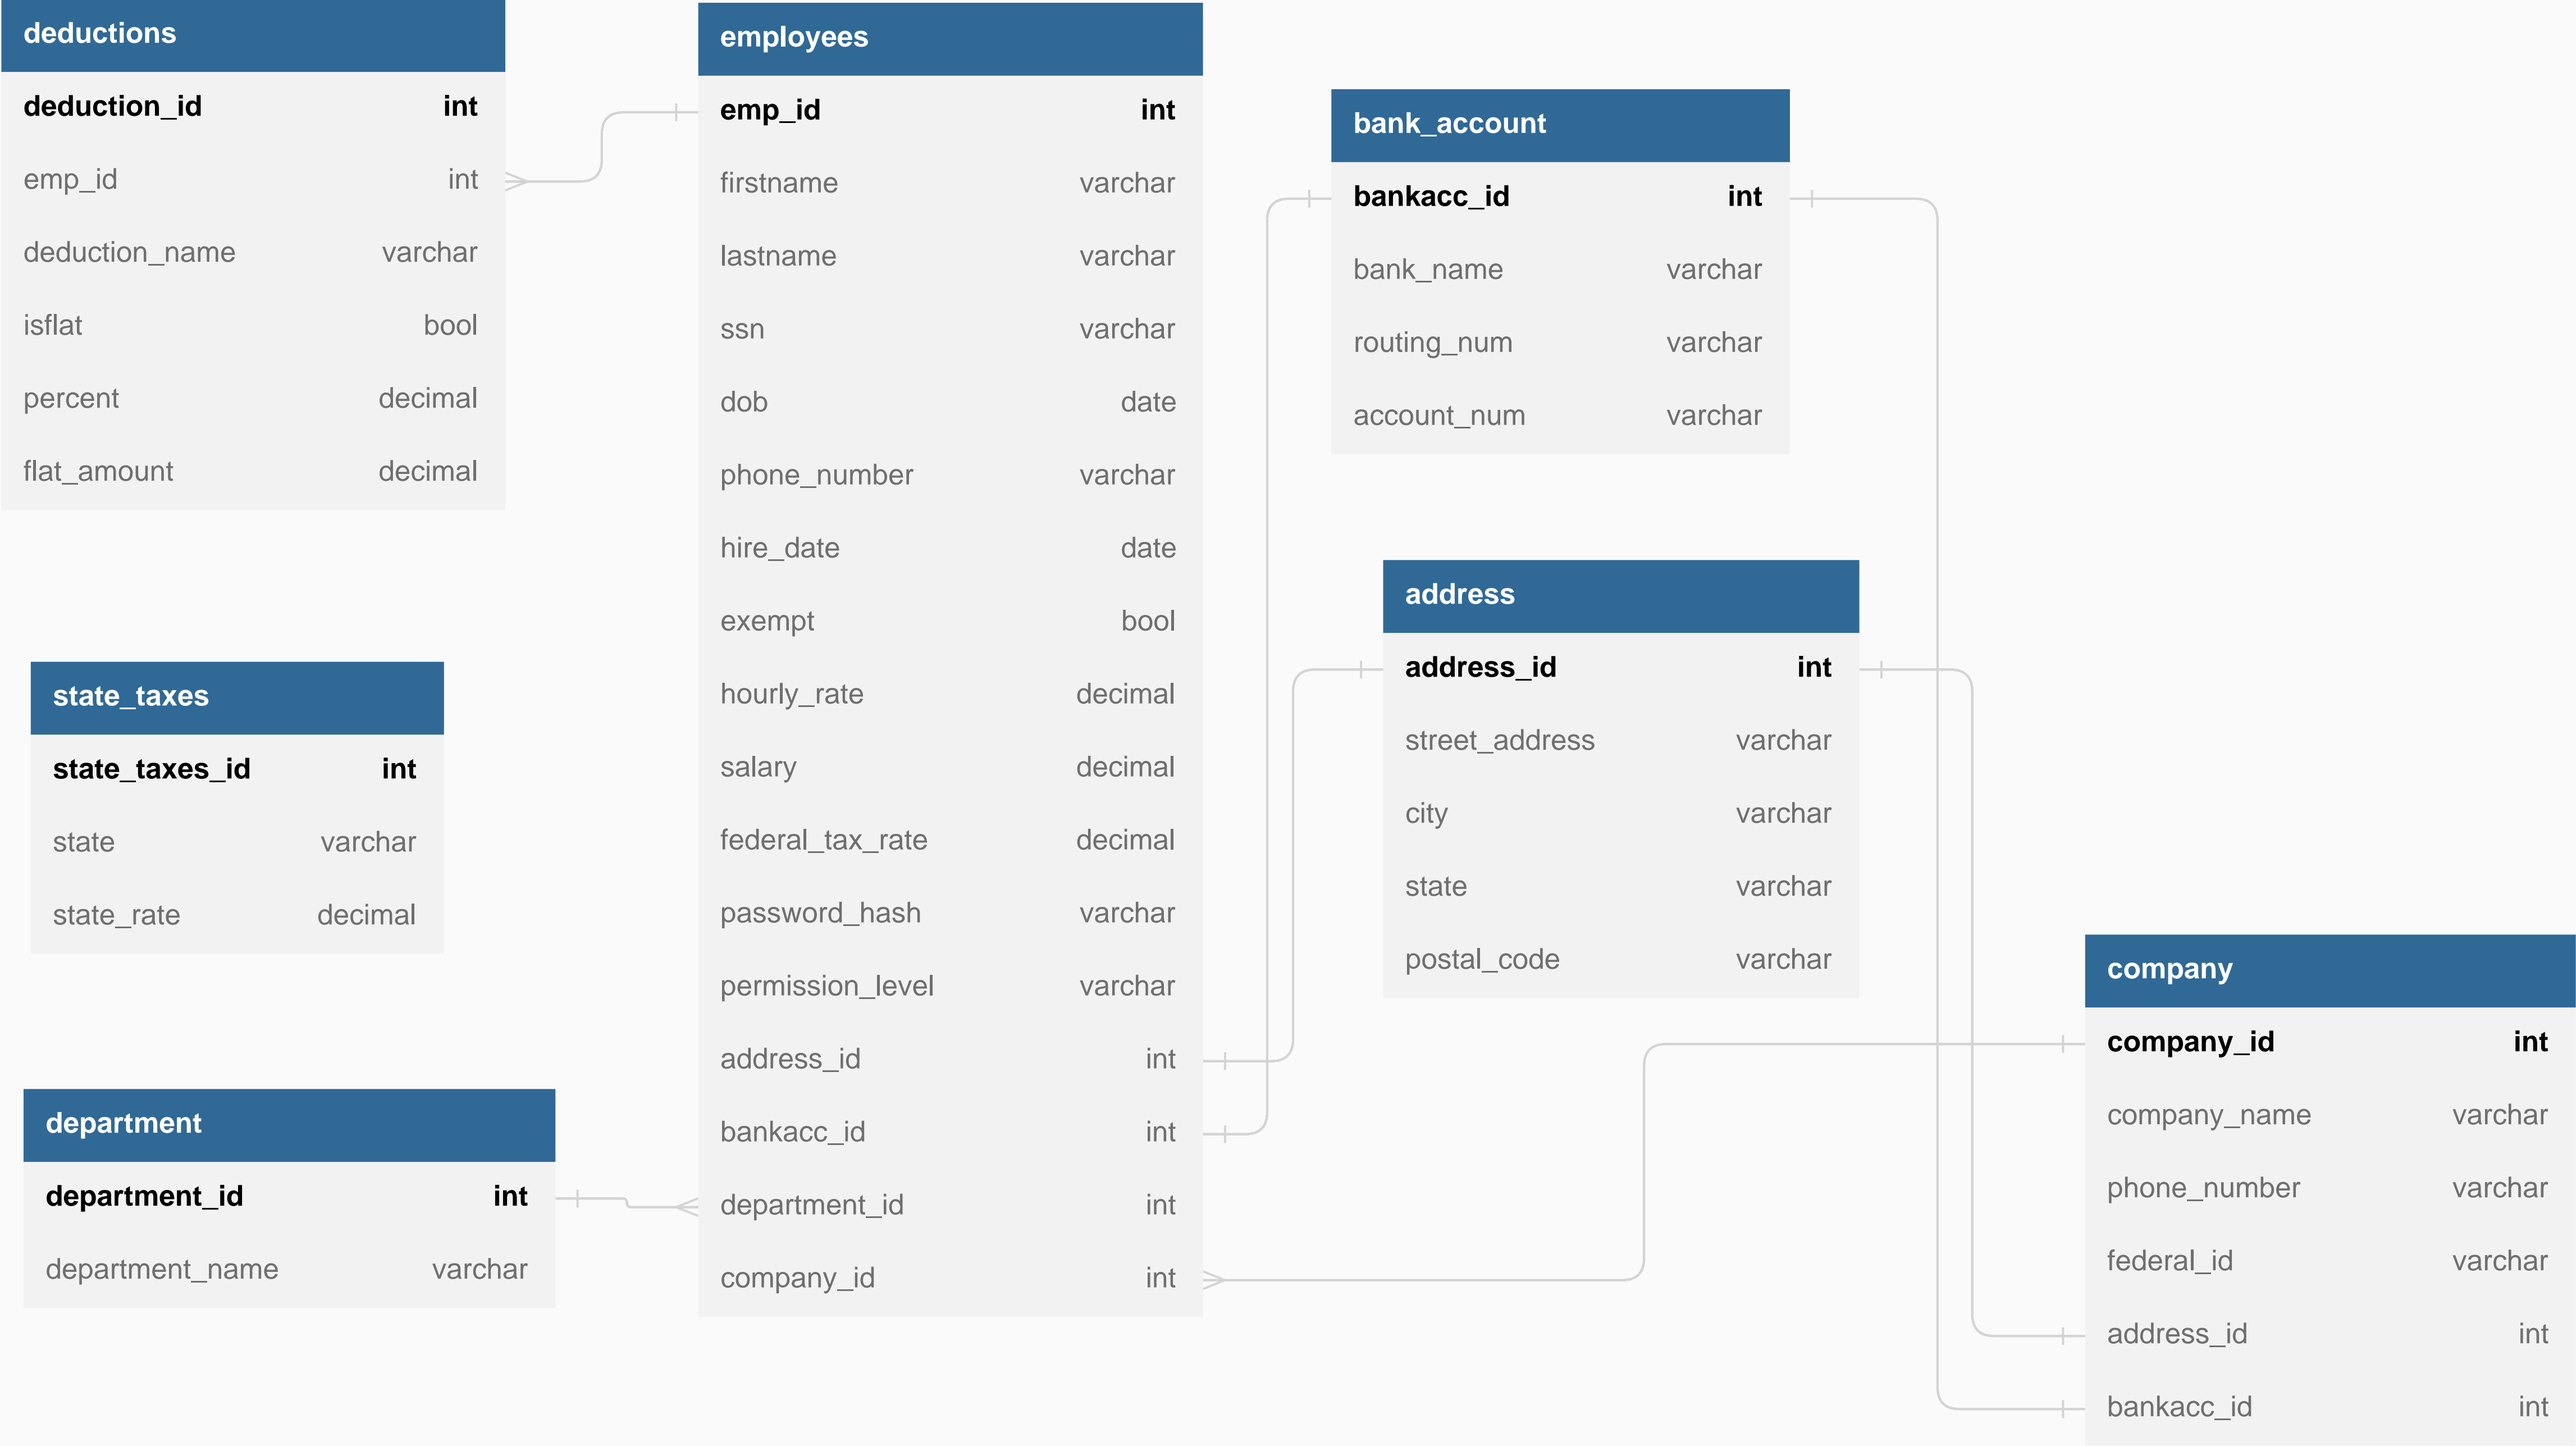 deductions
deduction_id int
emp_id int
deduction_name varchar
isflat bool
percent decimal
flat_amount decimal
state_taxes
state_taxes_id int
state varchar
state_rate decimal
department
department_id int
department_name varchar
employees
emp_id int
firstname varchar
lastname varchar
ssn varchar
dob date
phone_number varchar
hire_date date
exempt bool
hourly_rate decimal
salary decimal
federal_tax_rate decimal
password_hash varchar
permission_level varchar
address_id int
bankacc_id int
department_id int
company_id int
bank_account
bankacc_id int
bank_name varchar
routing_num varchar
account_num varchar
address
address_id int
street_address varchar
city varchar
state varchar
postal_code varchar
company
company_id int
company_name varchar
phone_number varchar
federal_id varchar
address_id int
bankacc_id int